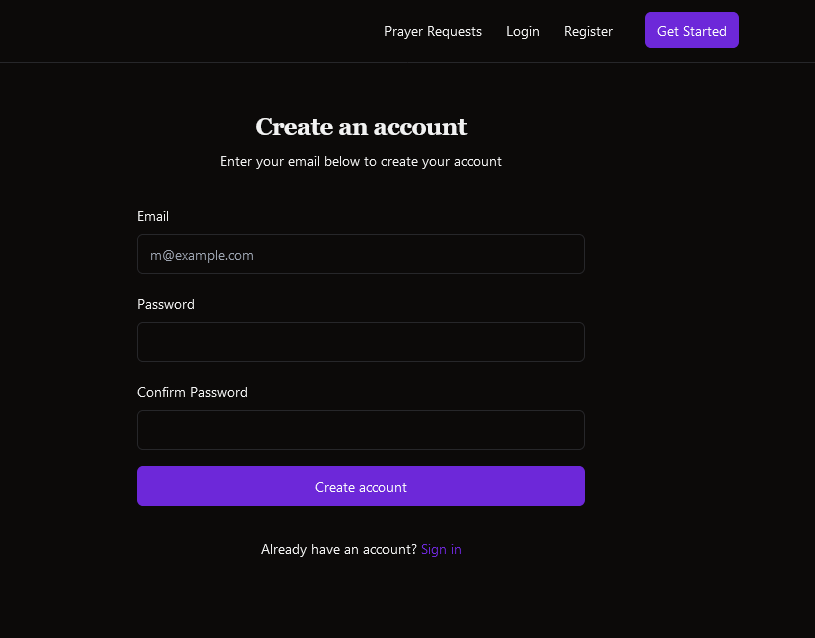 Prayer Requests Login Register Get Started
Create an account
Enter your email below to create your account
Email
m@example.com
Password
Confirm Password
Create account
Already have an account? Sign in